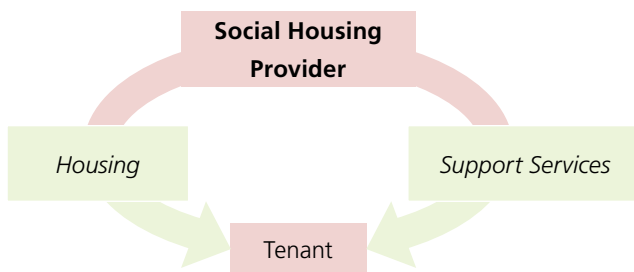 Social Housing
Provider
Housing
Support Services
Tenant